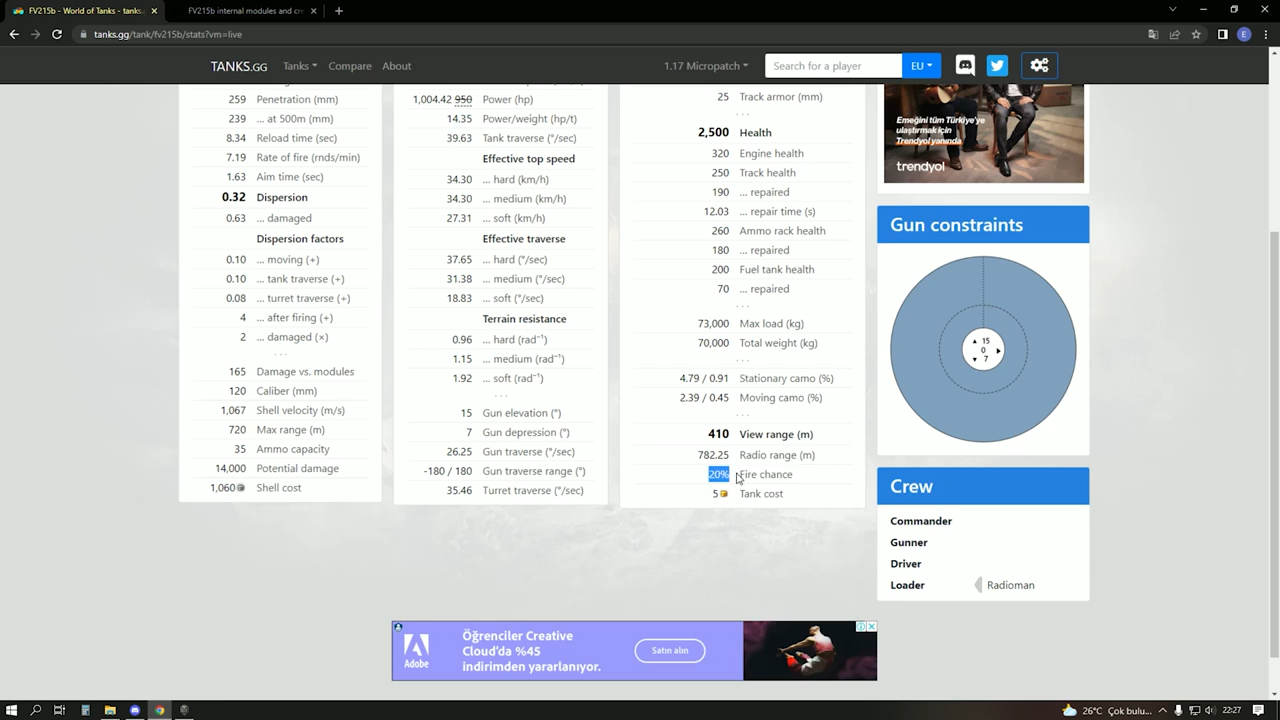 FV215b - World of Tanks - tanks.
FV215b internal modules and cre
tanks.gg/tank/fv215b/stats?vm=live
E
TANKS.GG
Tanks
Compare
About
1.17 Micropatch
Search for a player
EU
259 Penetration (mm)
239 ... at 500m (mm)
8.34 Reload time (sec)
7.19 Rate of fire (rnds/min)
1.63 Aim time (sec)
0.32 Dispersion
0.63 ... damaged
Dispersion factors
0.10 ... moving (+)
0.10 ... tank traverse (+)
0.08 ... turret traverse (+)
4 ... after firing (+)
2 ... damaged (×)
...
165 Damage vs. modules
120 Caliber (mm)
1,067 Shell velocity (m/s)
720 Max range (m)
35 Ammo capacity
14,000 Potential damage
1,060 Shell cost
1,004.42 950 Power (hp)
14.35 Power/weight (hp/t)
39.63 Tank traverse (°/sec)
Effective top speed
34.30 ... hard (km/h)
34.30 ... medium (km/h)
27.31 ... soft (km/h)
Effective traverse
37.65 ... hard (°/sec)
31.38 ... medium (°/sec)
18.83 ... soft (°/sec)
Terrain resistance
0.96 ... hard (rad⁻¹)
1.15 ... medium (rad⁻¹)
1.92 ... soft (rad⁻¹)
...
15 Gun elevation (°)
7 Gun depression (°)
26.25 Gun traverse (°/sec)
-180 / 180 Gun traverse range (°)
35.46 Turret traverse (°/sec)
25 Track armor (mm)
...
2,500 Health
320 Engine health
250 Track health
190 ... repaired
12.03 ... repair time (s)
260 Ammo rack health
180 ... repaired
200 Fuel tank health
70 ... repaired
...
73,000 Max load (kg)
70,000 Total weight (kg)
...
4.79 / 0.91 Stationary camo (%)
2.39 / 0.45 Moving camo (%)
...
410 View range (m)
782.25 Radio range (m)
20% Fire chance
5 Tank cost
Emeğini tüm Türkiye'ye
ulaştırmak için
Trendyol yanında
trendyol
Gun constraints
15
0
7
Crew
Commander
Gunner
Driver
Loader Radioman
Adobe
Öğrenciler Creative
Cloud'da %45
indirimden yararlanıyor.
Satın alın
26°C Çok bulu...
22:27